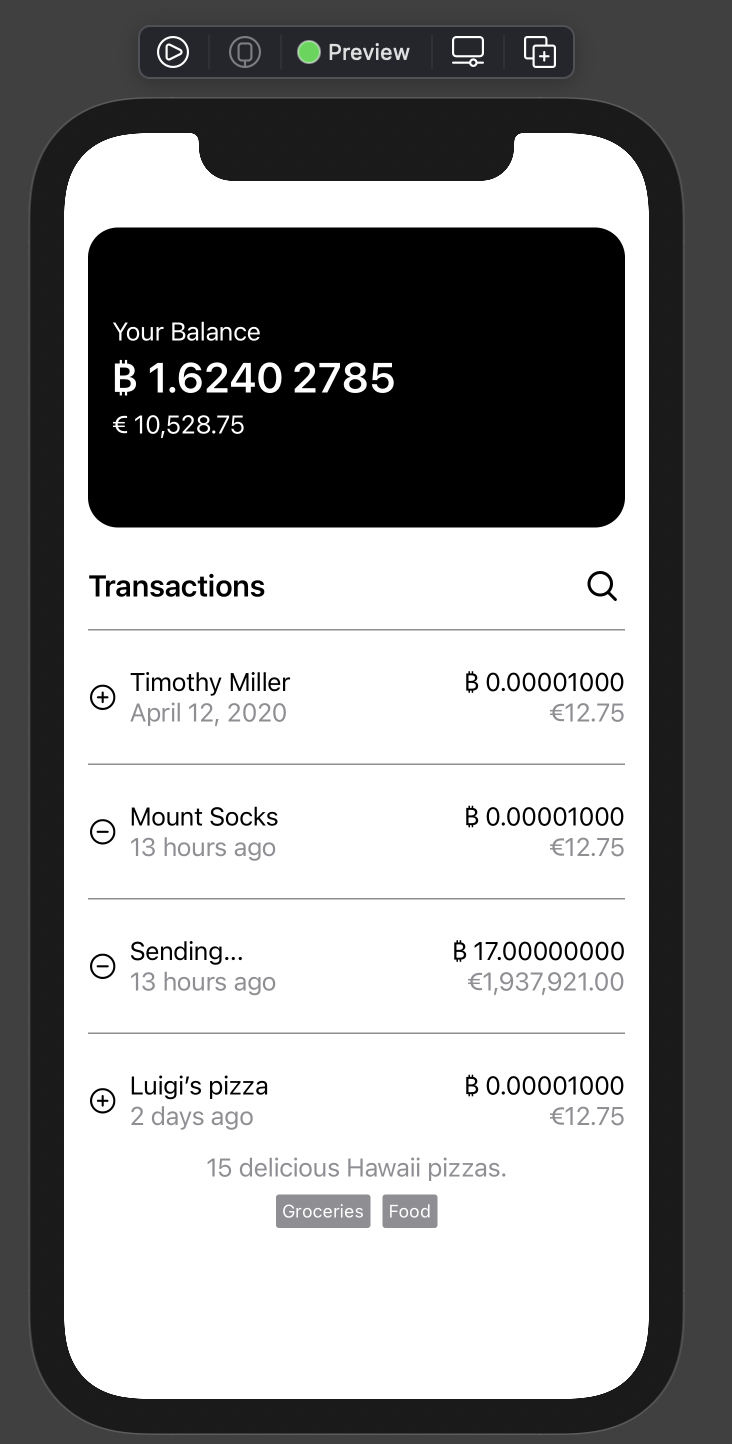 Preview
Your Balance
₿ 1.6240 2785
€ 10,528.75
Transactions
Timothy Miller
₿ 0.00001000
April 12, 2020
€12.75
Mount Socks
₿ 0.00001000
13 hours ago
€12.75
Sending...
₿ 17.00000000
13 hours ago
€1,937,921.00
Luigi’s pizza
₿ 0.00001000
2 days ago
€12.75
15 delicious Hawaii pizzas.
Groceries Food